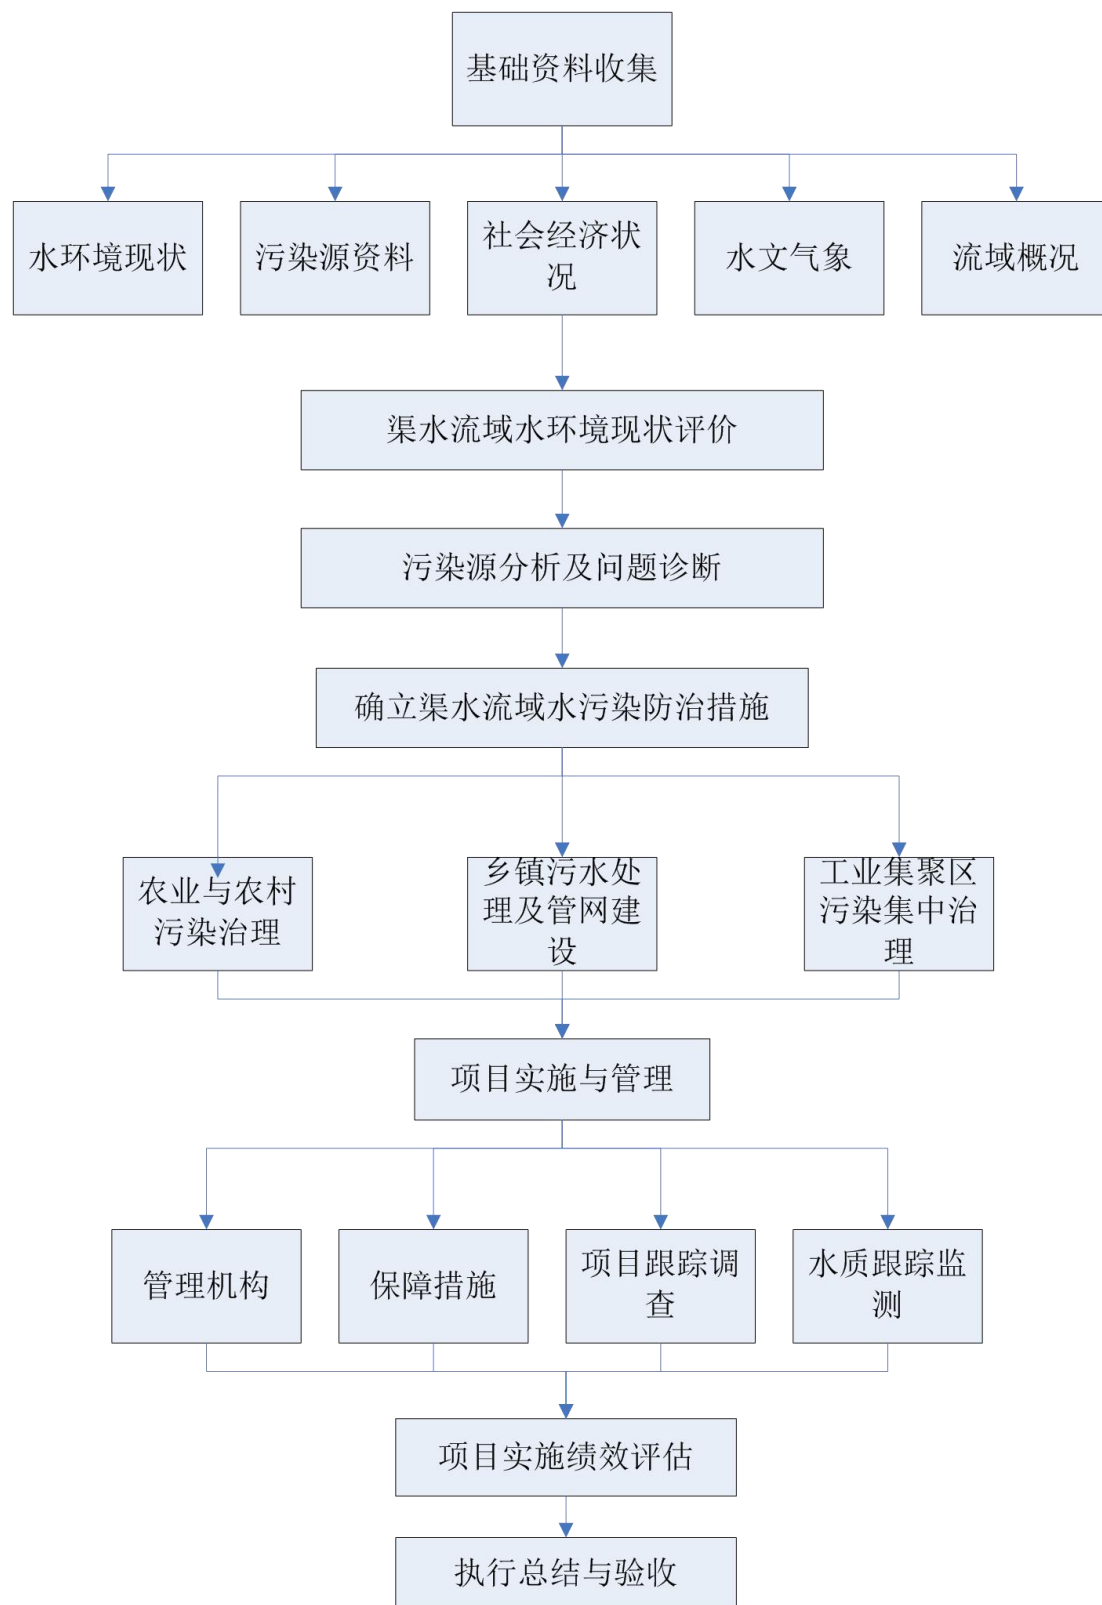 基础资料收集
水环境现状
污染源资料
社会经济状
况
水文气象
流域概况
渠水流域水环境现状评价
污染源分析及问题诊断
确立渠水流域水污染防治措施
农业与农村
污染治理
乡镇污水处
理及管网建
设
工业集聚区
污染集中治
理
项目实施与管理
管理机构
保障措施
项目跟踪调
查
水质跟踪监
测
项目实施绩效评估
执行总结与验收